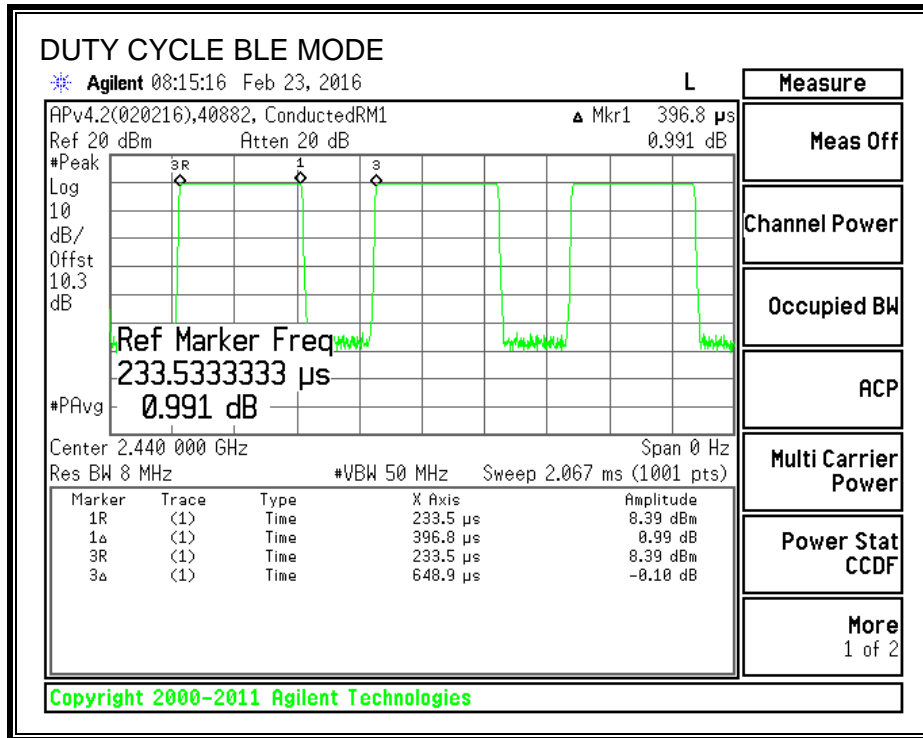 DUTY CYCLE BLE MODE
Agilent 08:15:16 Feb 23, 2016 L
APv4.2(020216),40882, ConductedRM1 ▵ Mkr1 396.8 µs
Ref 20 dBm Atten 20 dB 0.991 dB
#Peak
Log
10
dB/
Offst
10.3
dB
3R 1 3
Ref Marker Freq
233.5333333 µs
0.991 dB
#PAvg
Center 2.440 000 GHz Span 0 Hz
Res BW 8 MHz #VBW 50 MHz Sweep 2.067 ms (1001 pts)
Marker Trace Type X Axis Amplitude
1R (1) Time 233.5 µs 8.39 dBm
1▵ (1) Time 396.8 µs 0.99 dB
3R (1) Time 233.5 µs 8.39 dBm
3▵ (1) Time 648.9 µs -0.10 dB
Measure
Meas Off
Channel Power
Occupied BW
ACP
Multi Carrier
Power
Power Stat
CCDF
More
1 of 2
Copyright 2000-2011 Agilent Technologies